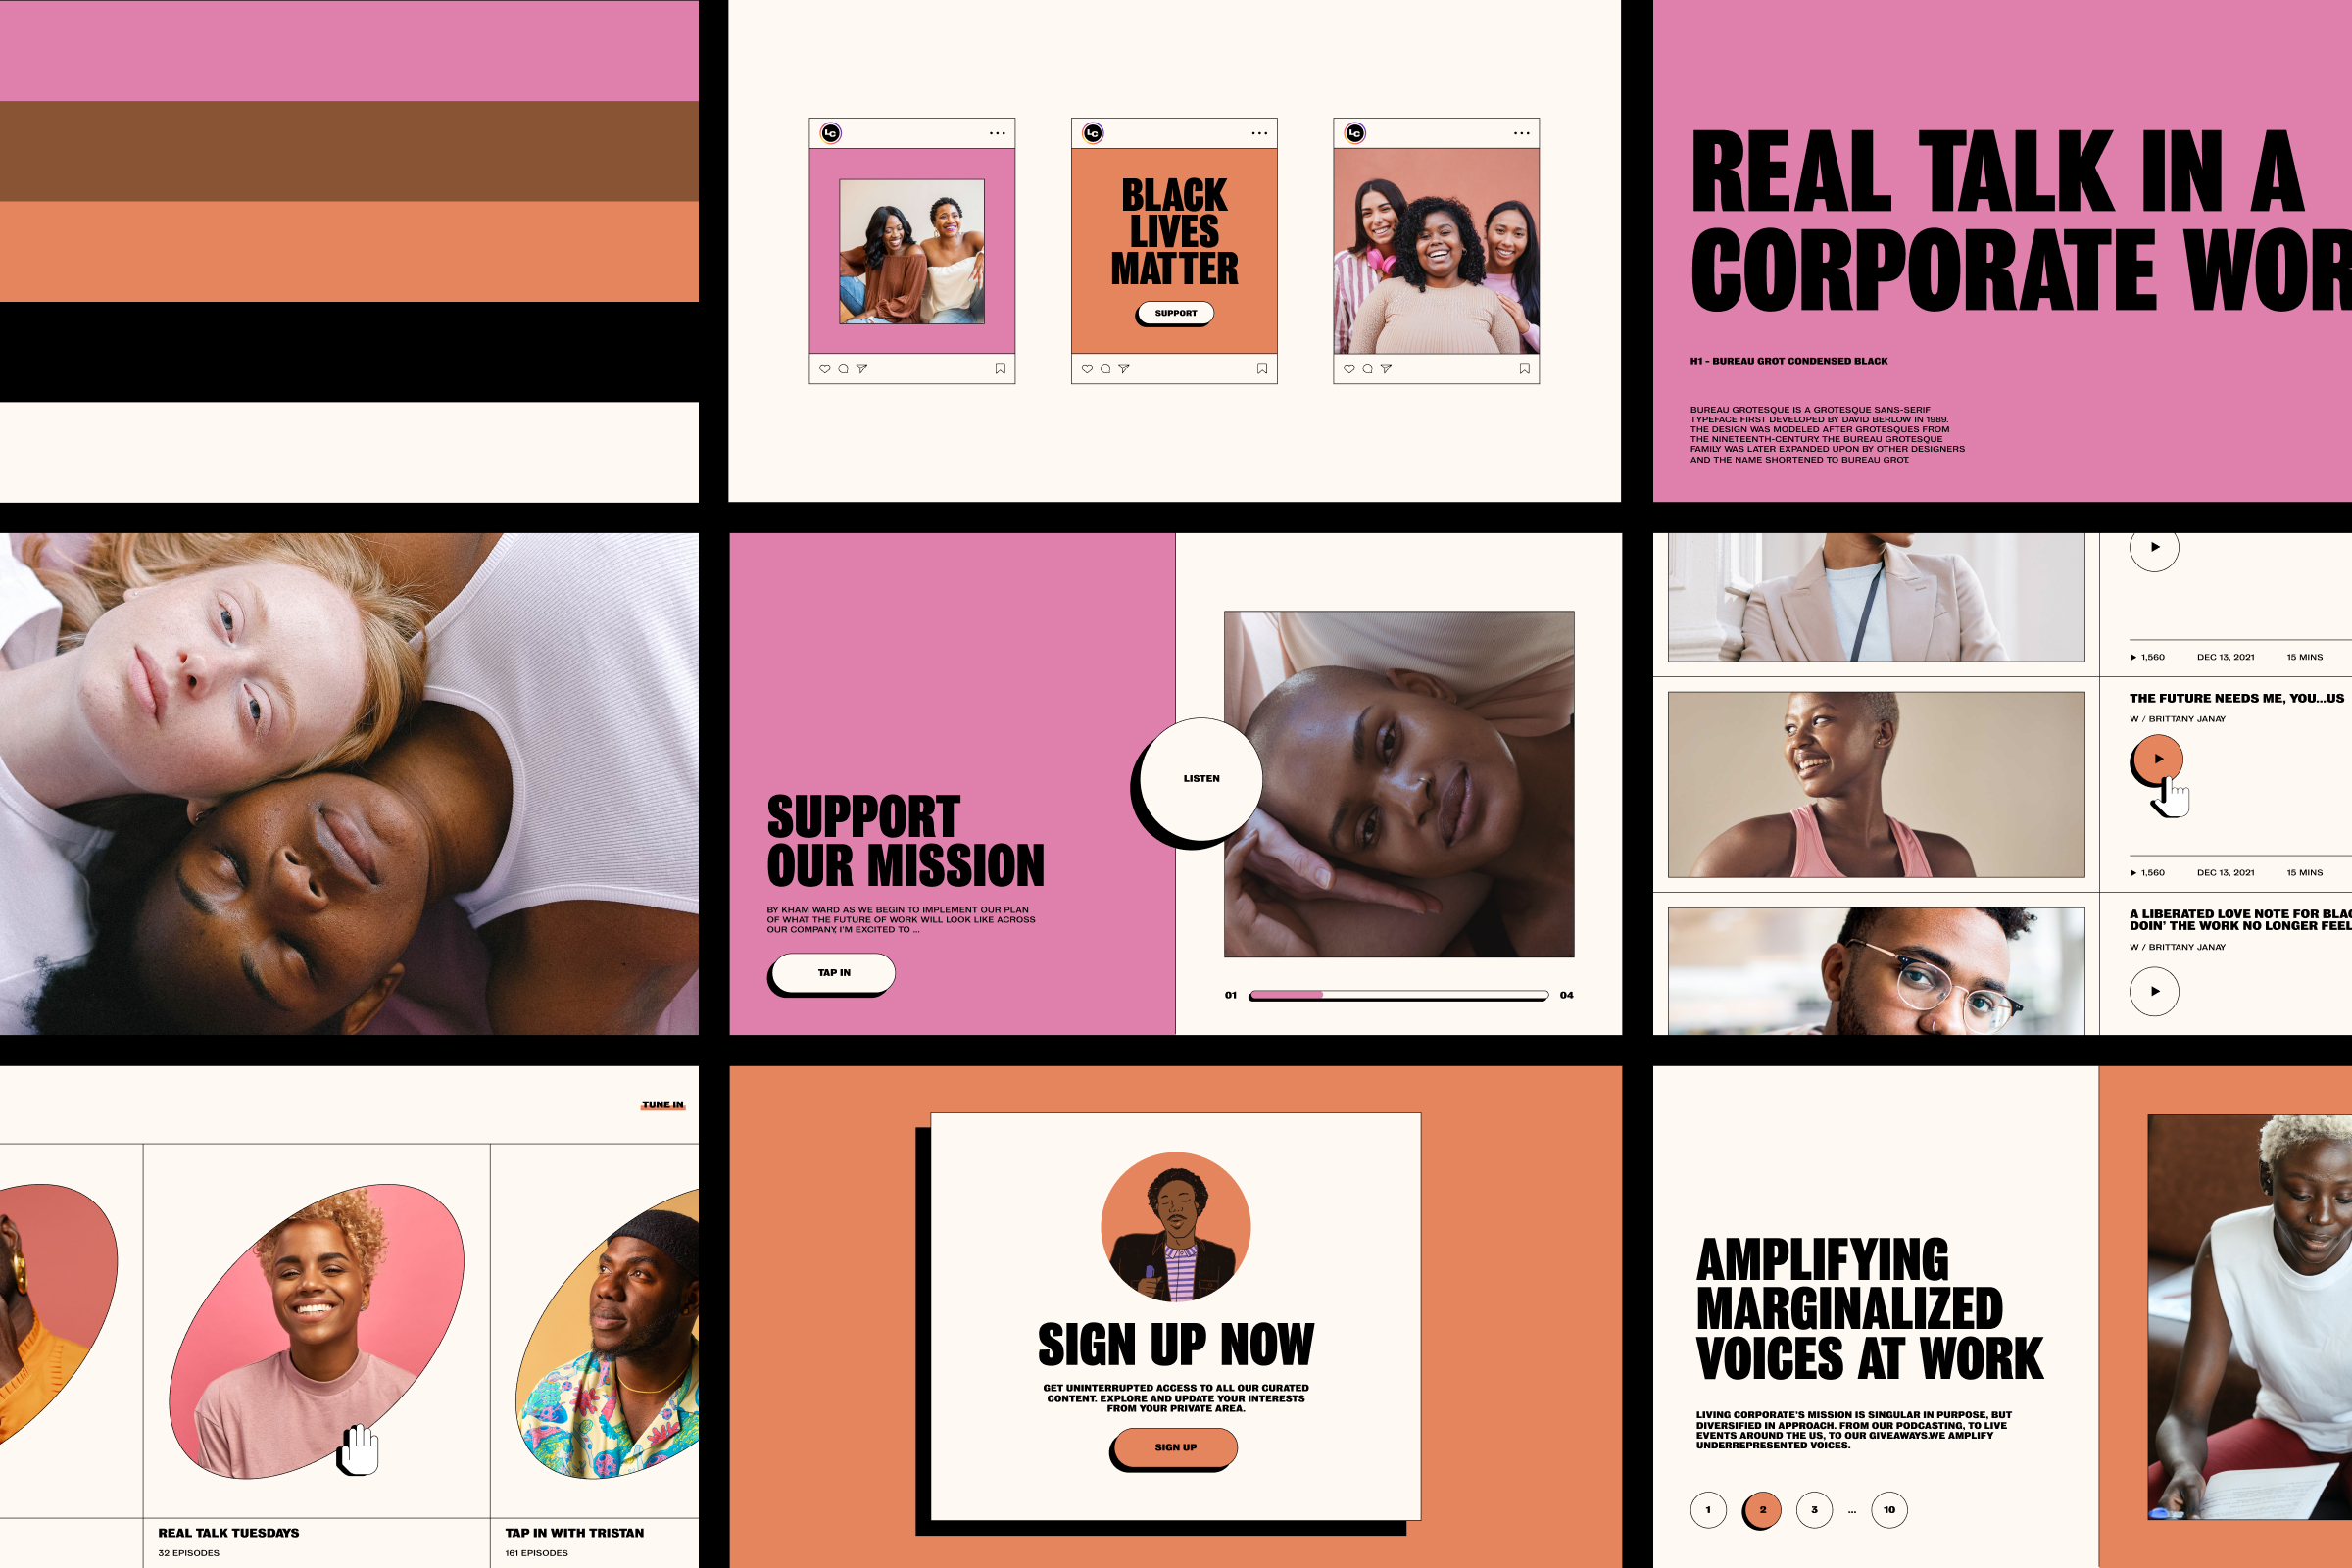 LC
LC
BLACK
LIVES
MATTER
SUPPORT
LC
REAL TALK IN A
CORPORATE WOR
H1 - BUREAU GROT CONDENSED BLACK
BUREAU GROTESQUE IS A GROTESQUE SANS-SERIF
TYPEFACE FIRST DEVELOPED BY DAVID BERLOW IN 1989.
THE DESIGN WAS MODELED AFTER GROTESQUES FROM
THE NINETEENTH-CENTURY. THE BUREAU GROTESQUE
FAMILY WAS LATER EXPANDED UPON BY OTHER DESIGNERS
AND THE NAME SHORTENED TO BUREAU GROT.
SUPPORT
OUR MISSION
BY KHAM WARD AS WE BEGIN TO IMPLEMENT OUR PLAN
OF WHAT THE FUTURE OF WORK WILL LOOK LIKE ACROSS
OUR COMPANY, I'M EXCITED TO ...
TAP IN
LISTEN
01
04
1,560 DEC 13, 2021 15 MINS
THE FUTURE NEEDS ME, YOU...US
W / BRITTANY JANAY
1,560 DEC 13, 2021 15 MINS
A LIBERATED LOVE NOTE FOR BLAC
DOIN' THE WORK NO LONGER FEEL
W / BRITTANY JANAY
TUNE IN
REAL TALK TUESDAYS
32 EPISODES
TAP IN WITH TRISTAN
161 EPISODES
SIGN UP NOW
GET UNINTERRUPTED ACCESS TO ALL OUR CURATED
CONTENT. EXPLORE AND UPDATE YOUR INTERESTS
FROM YOUR PRIVATE AREA.
SIGN UP
AMPLIFYING
MARGINALIZED
VOICES AT WORK
LIVING CORPORATE'S MISSION IS SINGULAR IN PURPOSE, BUT
DIVERSIFIED IN APPROACH. FROM OUR PODCASTING, TO LIVE
EVENTS AROUND THE US, TO OUR GIVEAWAYS.WE AMPLIFY
UNDERREPRESENTED VOICES.
1 2 3 ... 10